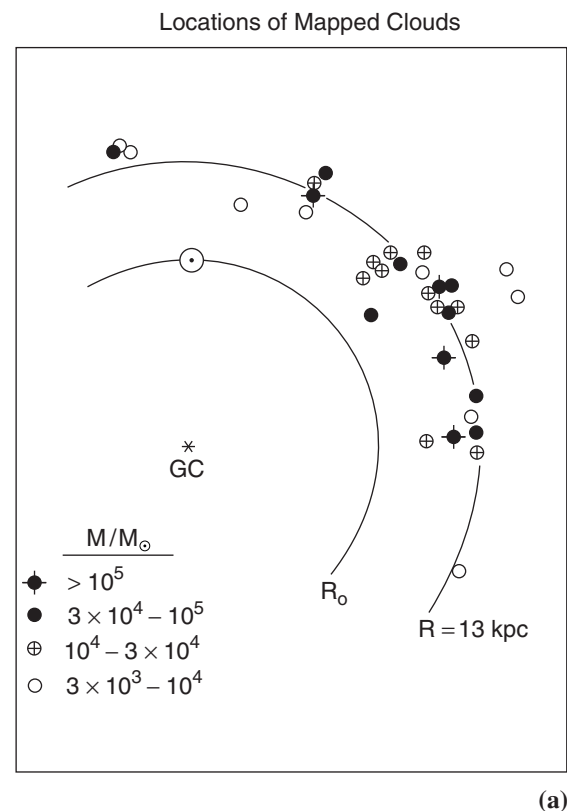 Locations of Mapped Clouds
GC
M/M☉
> 10⁵
3 × 10⁴ – 10⁵
10⁴ – 3 × 10⁴
3 × 10³ – 10⁴
R₀
R = 13 kpc
(a)